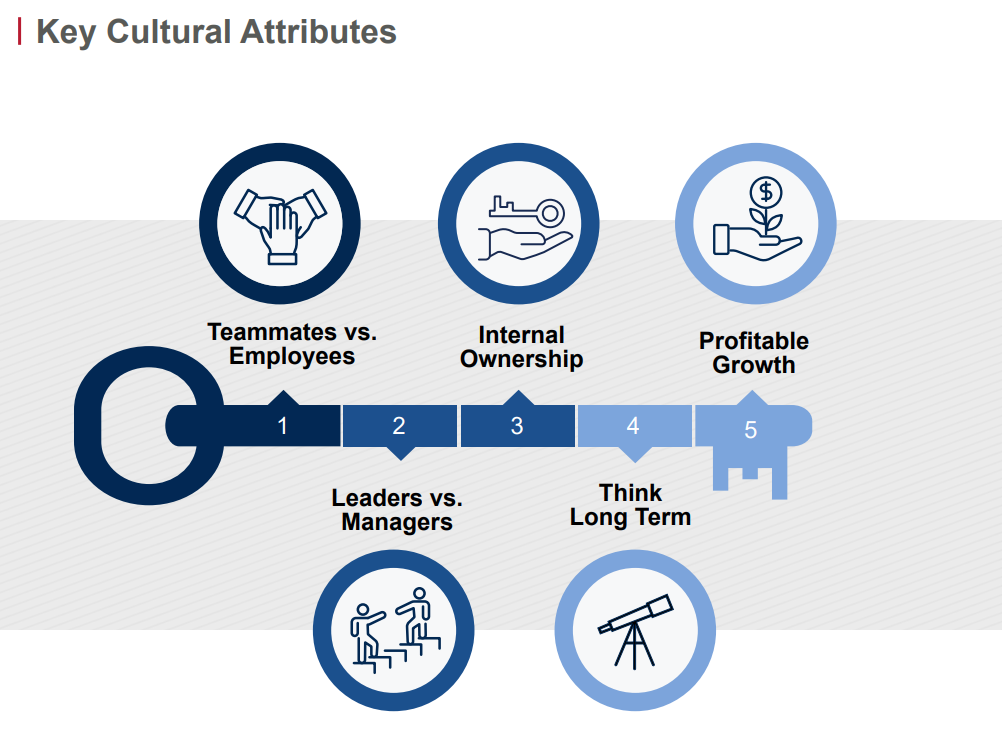 Key Cultural Attributes
Teammates vs.
Employees
Internal
Ownership
Profitable
Growth
1
2
3
4
5
Leaders vs.
Managers
Think
Long Term
$